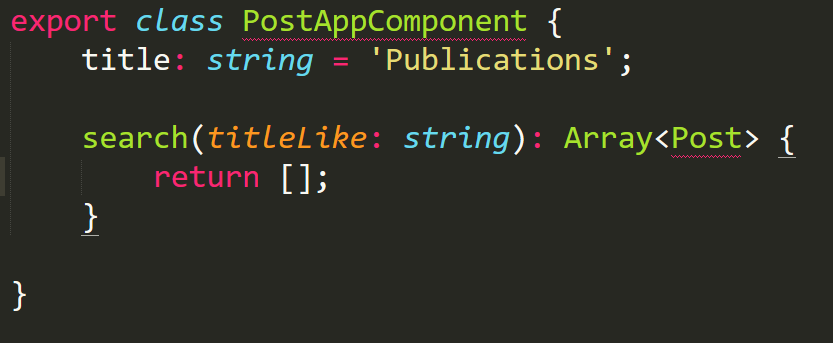 export class PostAppComponent {
title: string = 'Publications';
search(titleLike: string): Array<Post> {
return [];
}
}